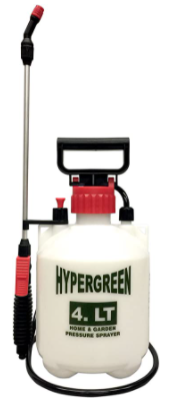 HYPERGREEN
4. LT
HOME & GARDEN
PRESSURE SPRAYER